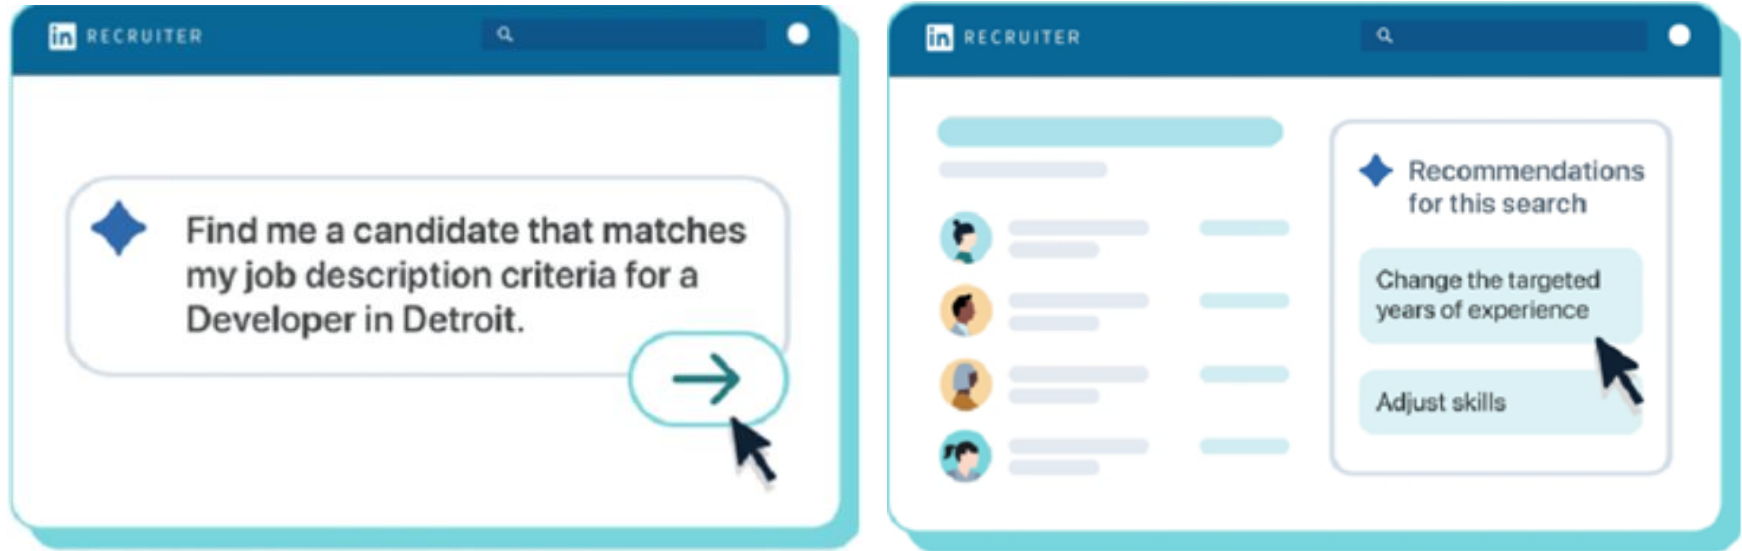 in RECRUITER
Find me a candidate that matches
my job description criteria for a
Developer in Detroit.
in RECRUITER
Recommendations
for this search
Change the targeted
years of experience
Adjust skills